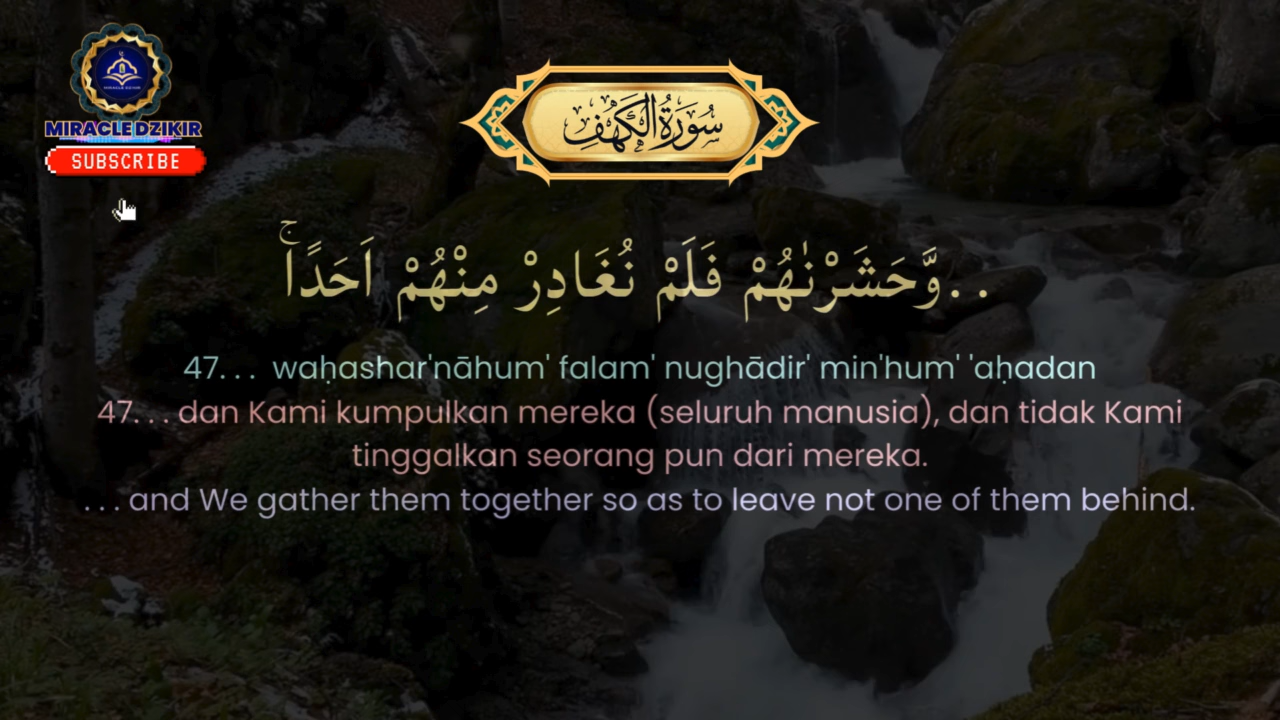 MIRACLE DZIKIR
SUBSCRIBE
سُورَةُ الْكَهْفِ
..وَّحَشَرْنٰهُمْ فَلَمْ نُغَادِرْ مِنْهُمْ اَحَدًاۚ
47. . . waḥashar'nāhum' falam' nughādir' min'hum' 'aḥadan
47. . . dan Kami kumpulkan mereka (seluruh manusia), dan tidak Kami
tinggalkan seorang pun dari mereka.
. . . and We gather them together so as to leave not one of them behind.